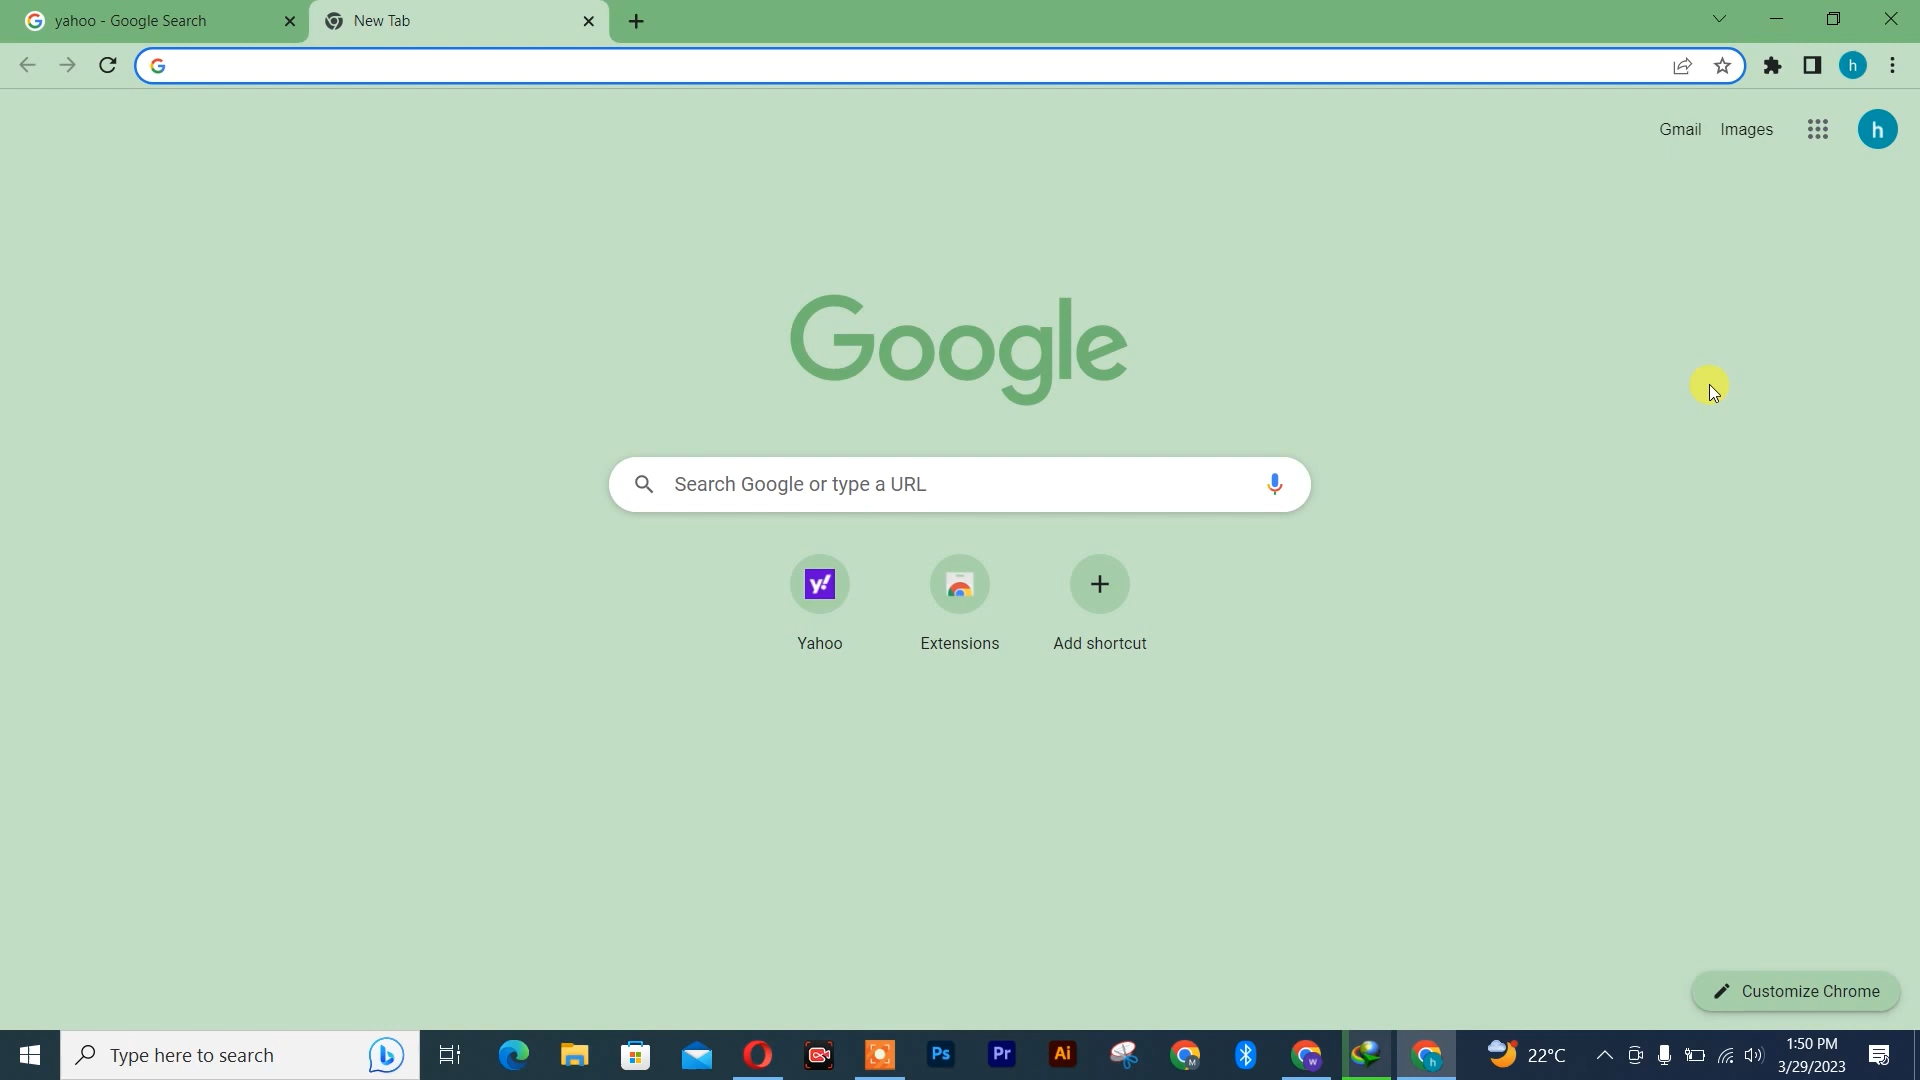 yahoo - Google Search
New Tab
h
Gmail Images
h
Google
Search Google or type a URL
y!
Yahoo Extensions Add shortcut
Customize Chrome
Type here to search
Ps Pr Ai M w h
22°C
1:50 PM
3/29/2023